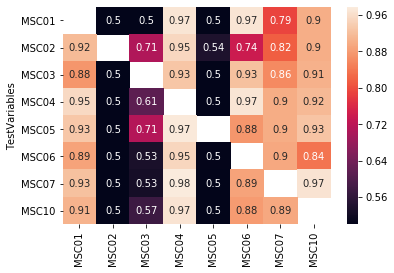 MSC01 0.5 0.5 0.97 0.5 0.97 0.79 0.9
MSC02 0.92 0.71 0.95 0.54 0.74 0.82 0.9
MSC03 0.88 0.5 0.93 0.5 0.93 0.86 0.91
MSC04 0.95 0.5 0.61 0.5 0.97 0.9 0.92
MSC05 0.93 0.5 0.71 0.97 0.88 0.9 0.93
MSC06 0.89 0.5 0.53 0.95 0.5 0.9 0.84
MSC07 0.93 0.5 0.53 0.98 0.5 0.89 0.97
MSC10 0.91 0.5 0.57 0.97 0.5 0.88 0.89
TestVariables
MSC01 MSC02 MSC03 MSC04 MSC05 MSC06 MSC07 MSC10
0.96
0.88
0.80
0.72
0.64
0.56